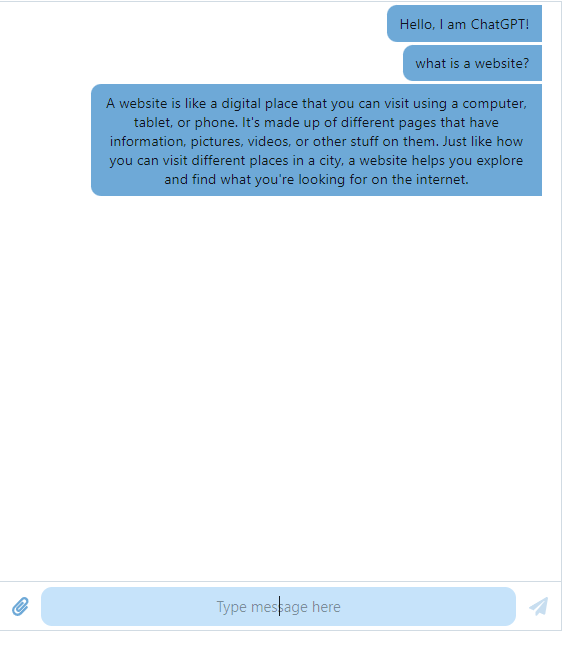 Hello, I am ChatGPT!
what is a website?
A website is like a digital place that you can visit using a computer,
tablet, or phone. It's made up of different pages that have
information, pictures, videos, or other stuff on them. Just like how
you can visit different places in a city, a website helps you explore
and find what you're looking for on the internet.
Type message here